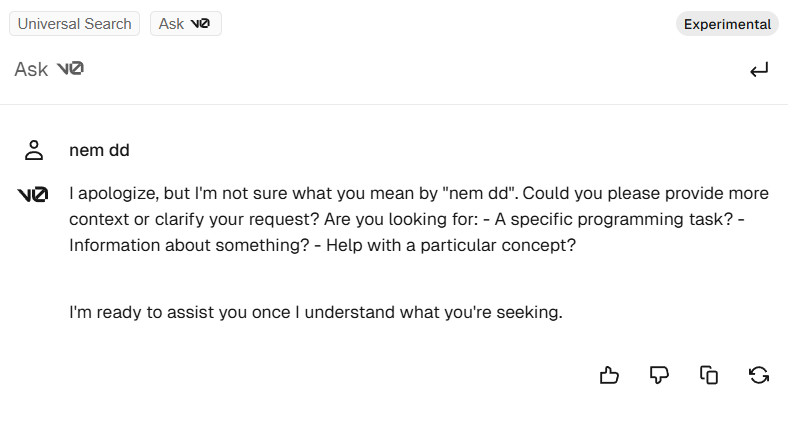 Universal Search
Ask v0
Experimental
Ask v0
nem dd
v0
I apologize, but I'm not sure what you mean by "nem dd". Could you please provide more
context or clarify your request? Are you looking for: - A specific programming task? -
Information about something? - Help with a particular concept?
I'm ready to assist you once I understand what you're seeking.